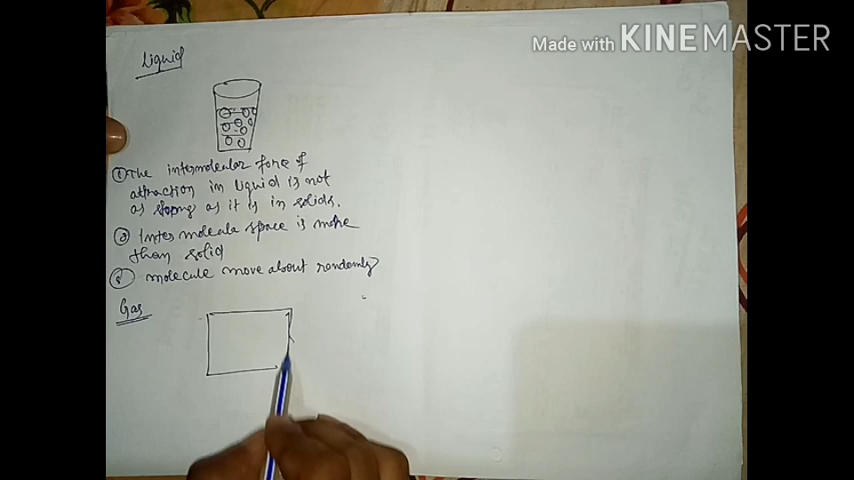 Made with KINEMASTER
Liquid
① The intermolecular force of
attraction in liquid is not
as strong as it is in solids.
② Inter molecula space is more
than solid
③ molecule move about randomly
Gas